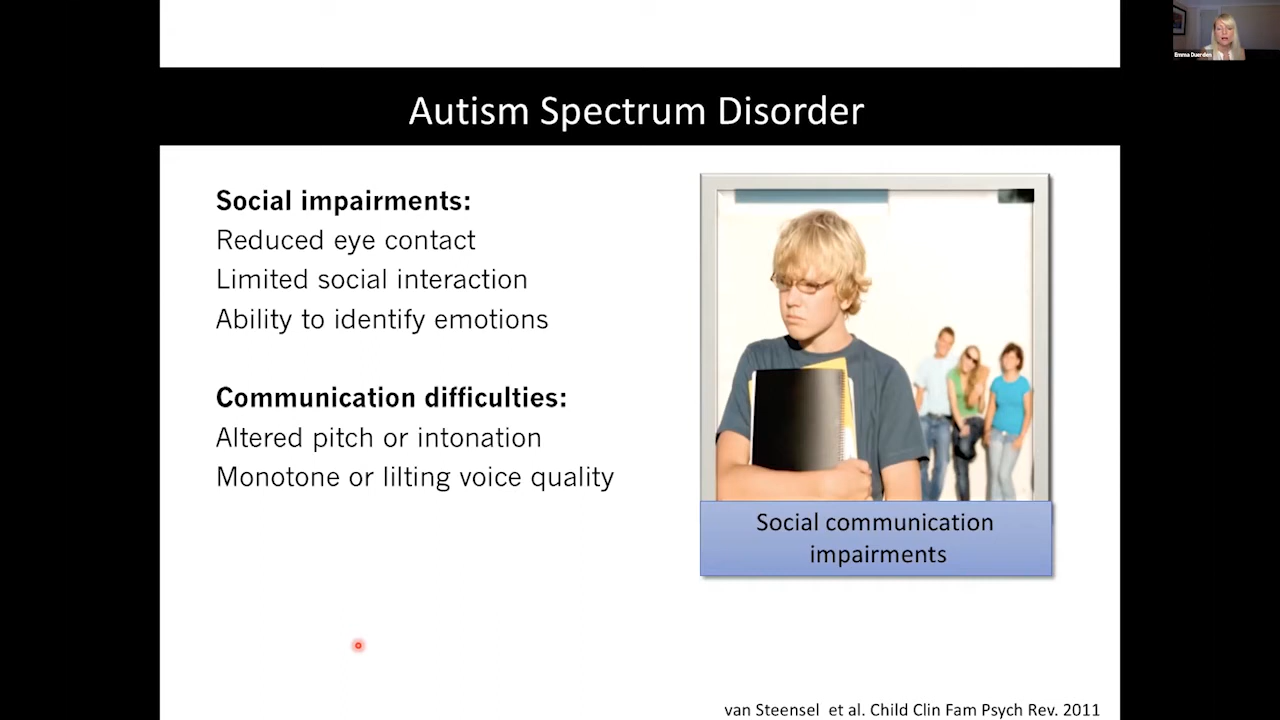 Emma Duerden
Autism Spectrum Disorder
Social impairments:
Reduced eye contact
Limited social interaction
Ability to identify emotions
Communication difficulties:
Altered pitch or intonation
Monotone or lilting voice quality
Social communication
impairments
van Steensel et al. Child Clin Fam Psych Rev. 2011